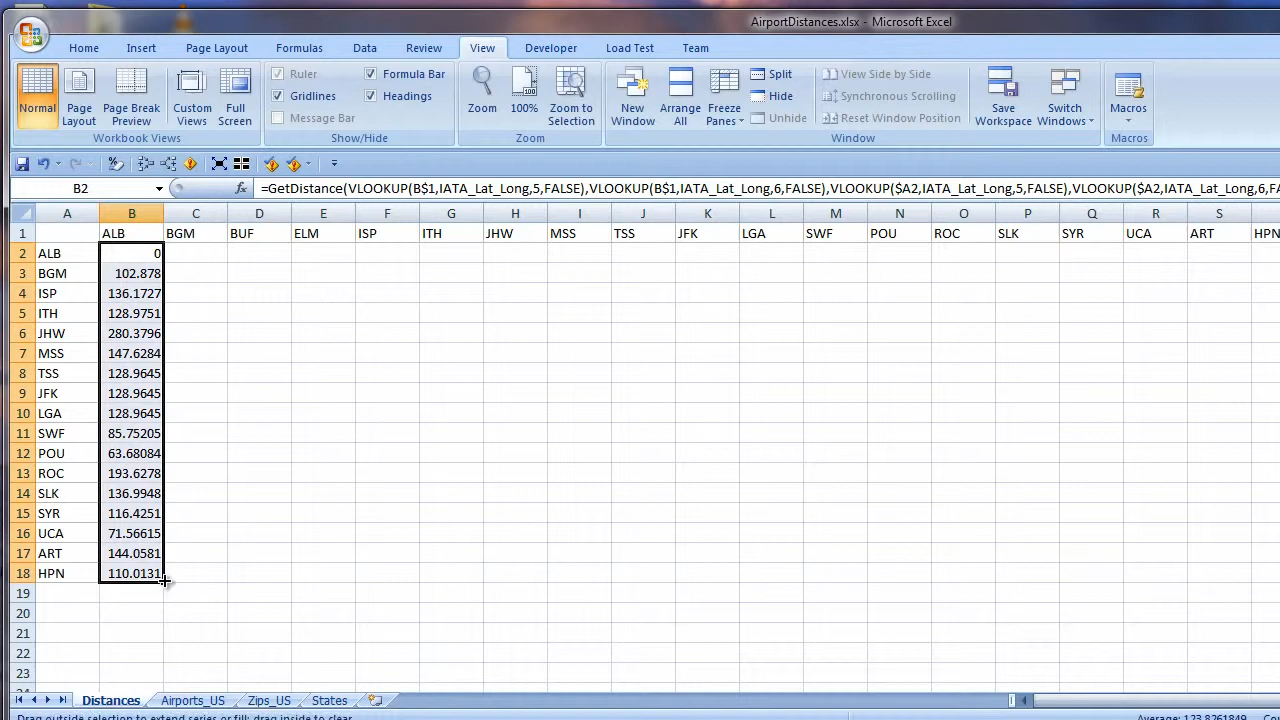 AirportDistances.xlsx - Microsoft Excel
Home Insert Page Layout Formulas Data Review View Developer Load Test Team
Normal Page Layout Page Break Preview Custom Views Full Screen
Workbook Views
Ruler Formula Bar
Gridlines Headings
Message Bar
Show/Hide
Zoom 100% Zoom to Selection
Zoom
New Window Arrange All Freeze Panes
Split View Side by Side
Hide Synchronous Scrolling
Unhide Reset Window Position
Save Workspace Switch Windows
Window
Macros
Macros
B2 fx =GetDistance(VLOOKUP(B$1,IATA_Lat_Long,5,FALSE),VLOOKUP(B$1,IATA_Lat_Long,6,FALSE),VLOOKUP($A2,IATA_Lat_Long,5,FALSE),VLOOKUP($A2,IATA_Lat_Long,6,FA
A B C D E F G H I J K L M N O P Q R S
1 ALB BGM BUF ELM ISP ITH JHW MSS TSS JFK LGA SWF POU ROC SLK SYR UCA ART HPN
2 ALB 0
3 BGM 102.878
4 ISP 136.1727
5 ITH 128.9751
6 JHW 280.3796
7 MSS 147.6284
8 TSS 128.9645
9 JFK 128.9645
10 LGA 128.9645
11 SWF 85.75205
12 POU 63.68084
13 ROC 193.6278
14 SLK 136.9948
15 SYR 116.4251
16 UCA 71.56615
17 ART 144.0581
18 HPN 110.0131
19
20
21
22
23
Distances Airports_US Zips_US States
Drag outside selection to extend series or fill; drag inside to clear Average: 123.8261849